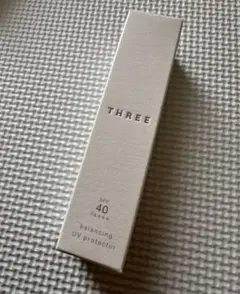 THREE
SPF
40
PA+++
balancing
UV protector